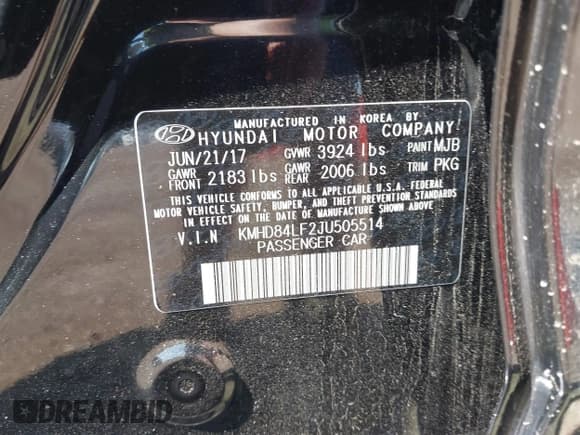 MANUFACTURED IN KOREA BY
HYUNDAI MOTOR COMPANY
JUN/21/17 GVWR 3924 lbs PAINT MJB
GAWR FRONT 2183 lbs GAWR REAR 2006 lbs TRIM PKG
THIS VEHICLE CONFORMS TO ALL APPLICABLE U.S.A. FEDERAL
MOTOR VEHICLE SAFETY, BUMPER, AND THEFT PREVENTION STANDARDS
IN EFFECT ON THE DATE OF MANUFACTURE SHOWN ABOVE.
V.I.N KMHD84LF2JU505514
PASSENGER CAR
DREAMBID